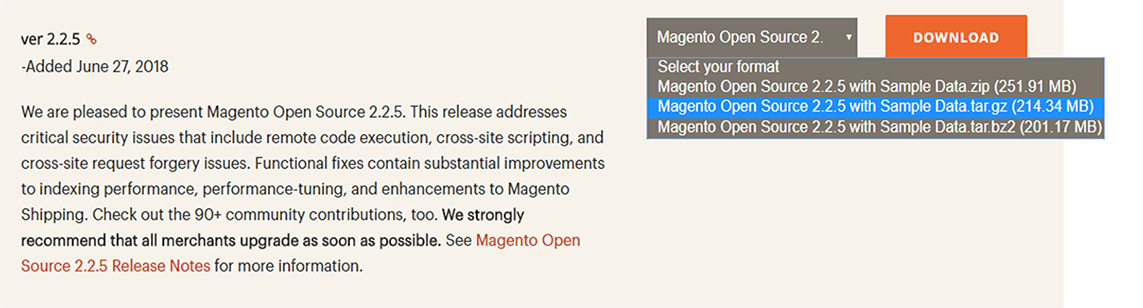 ver 2.2.5
-Added June 27, 2018
We are pleased to present Magento Open Source 2.2.5. This release addresses
critical security issues that include remote code execution, cross-site scripting, and
cross-site request forgery issues. Functional fixes contain substantial improvements
to indexing performance, performance-tuning, and enhancements to Magento
Shipping. Check out the 90+ community contributions, too. We strongly
recommend that all merchants upgrade as soon as possible. See Magento Open
Source 2.2.5 Release Notes for more information.
Magento Open Source 2.
DOWNLOAD
Select your format
Magento Open Source 2.2.5 with Sample Data.zip (251.91 MB)
Magento Open Source 2.2.5 with Sample Data.tar.gz (214.34 MB)
Magento Open Source 2.2.5 with Sample Data.tar.bz2 (201.17 MB)